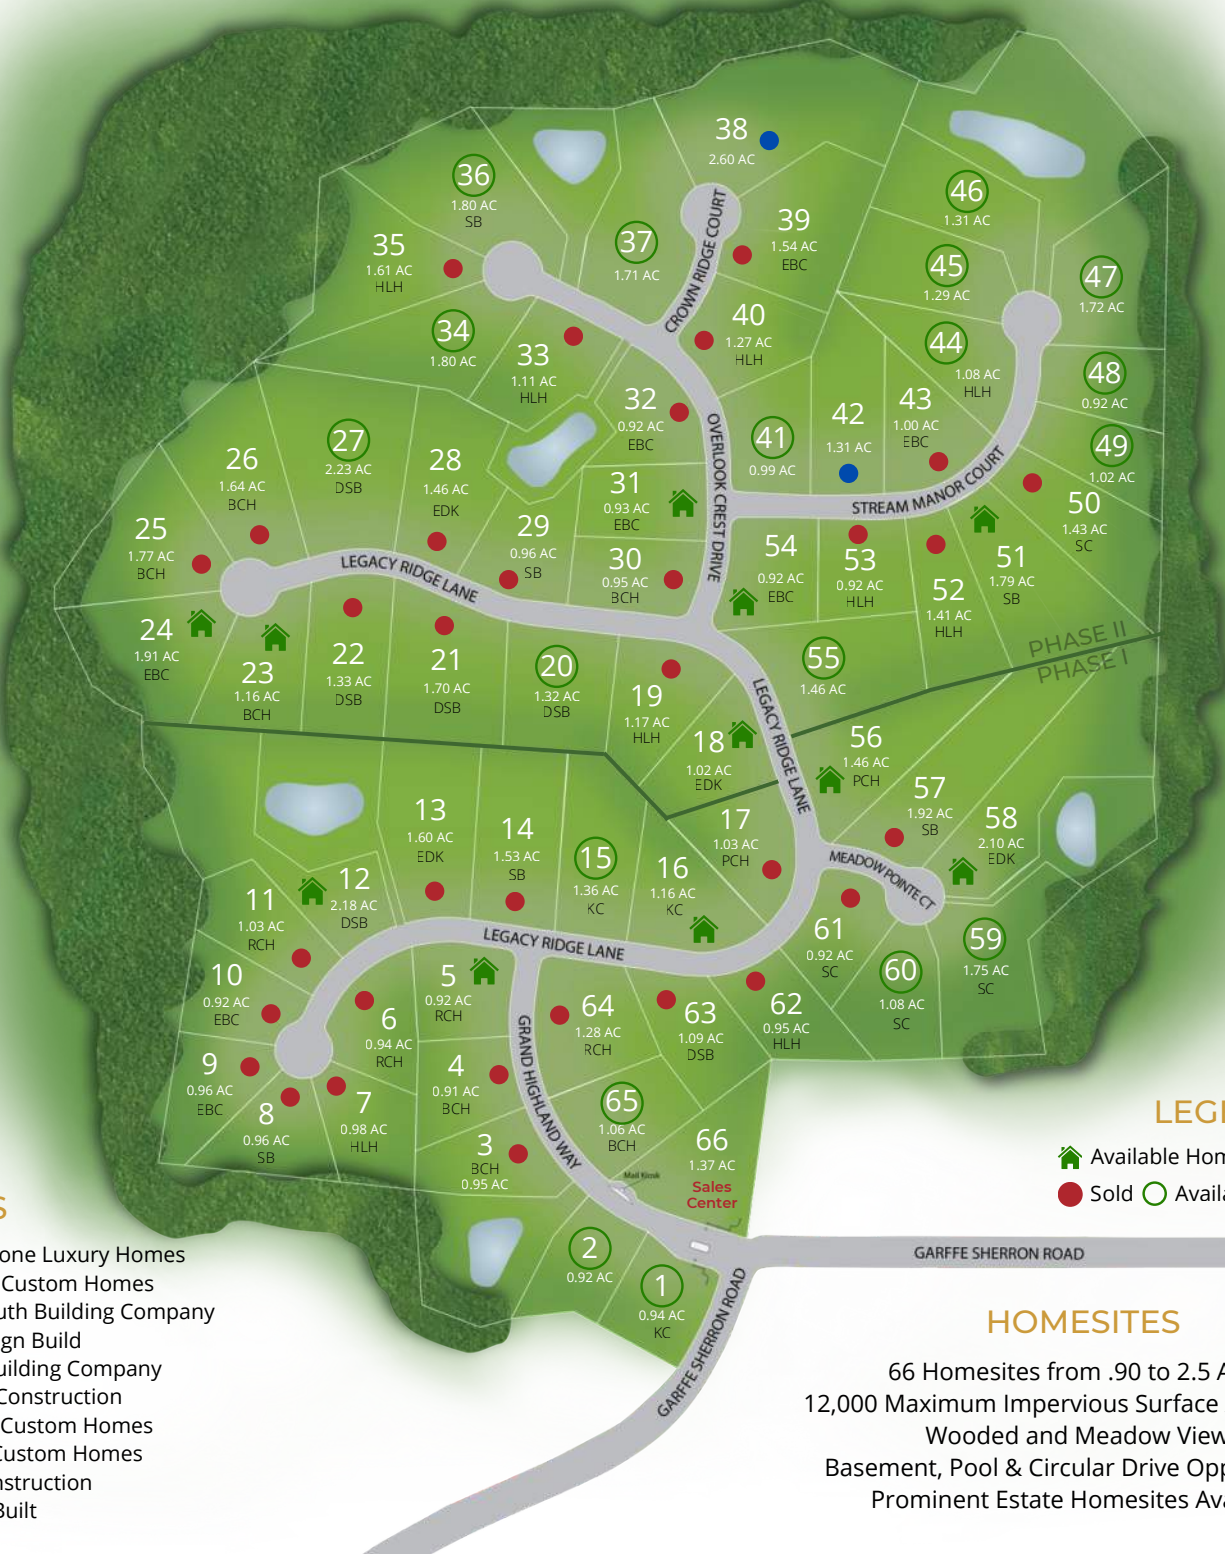 38
2.60 AC
36
1.80 AC
SB
46
1.31 AC
37
1.71 AC
CROWN RIDGE COURT
39
1.54 AC
EBC
35
1.61 AC
HLH
45
1.29 AC
47
1.72 AC
34
1.80 AC
33
1.11 AC
HLH
40
1.27 AC
HLH
44
1.08 AC
HLH
48
0.92 AC
32
0.92 AC
EBC
OVERLOOK CREST DRIVE
41
0.99 AC
42
1.31 AC
43
1.00 AC
EBC
49
1.02 AC
27
2.23 AC
DSB
26
1.64 AC
BCH
28
1.46 AC
EDK
31
0.93 AC
EBC
STREAM MANOR COURT
50
1.43 AC
SC
25
1.77 AC
BCH
LEGACY RIDGE LANE
29
0.96 AC
SB
30
0.95 AC
BCH
54
0.92 AC
EBC
53
0.92 AC
HLH
52
1.41 AC
HLH
51
1.79 AC
SB
24
1.91 AC
EBC
23
1.16 AC
BCH
22
1.33 AC
DSB
21
1.70 AC
DSB
20
1.32 AC
DSB
19
1.17 AC
HLH
55
1.46 AC
PHASE II
PHASE I
18
1.02 AC
EDK
LEGACY RIDGE LANE
56
1.46 AC
PCH
57
1.92 AC
SB
58
2.10 AC
EDK
13
1.60 AC
EDK
14
1.53 AC
SB
15
1.36 AC
KC
16
1.16 AC
KC
17
1.03 AC
PCH
MEADOW POINTE CT
12
2.18 AC
DSB
11
1.03 AC
RCH
LEGACY RIDGE LANE
61
0.92 AC
SC
60
1.08 AC
SC
59
1.75 AC
SC
10
0.92 AC
EBC
5
0.92 AC
RCH
6
0.94 AC
RCH
64
1.28 AC
RCH
63
1.09 AC
DSB
62
0.95 AC
HLH
9
0.96 AC
EBC
8
0.96 AC
SB
7
0.98 AC
HLH
4
0.91 AC
BCH
GRAND HIGHLAND WAY
65
1.06 AC
BCH
66
1.37 AC
Sales
Center
3
BCH
0.95 AC
Mail Kiosk
2
0.92 AC
1
0.94 AC
KC
GARFFE SHERRON ROAD
GARFFE SHERRON ROAD
LEGE
Available Hom
Sold Availa
S
one Luxury Homes
Custom Homes
uth Building Company
gn Build
uilding Company
Construction
Custom Homes
Custom Homes
nstruction
Built
HOMESITES
66 Homesites from .90 to 2.5 A
12,000 Maximum Impervious Surface
Wooded and Meadow View
Basement, Pool & Circular Drive Opp
Prominent Estate Homesites Ava